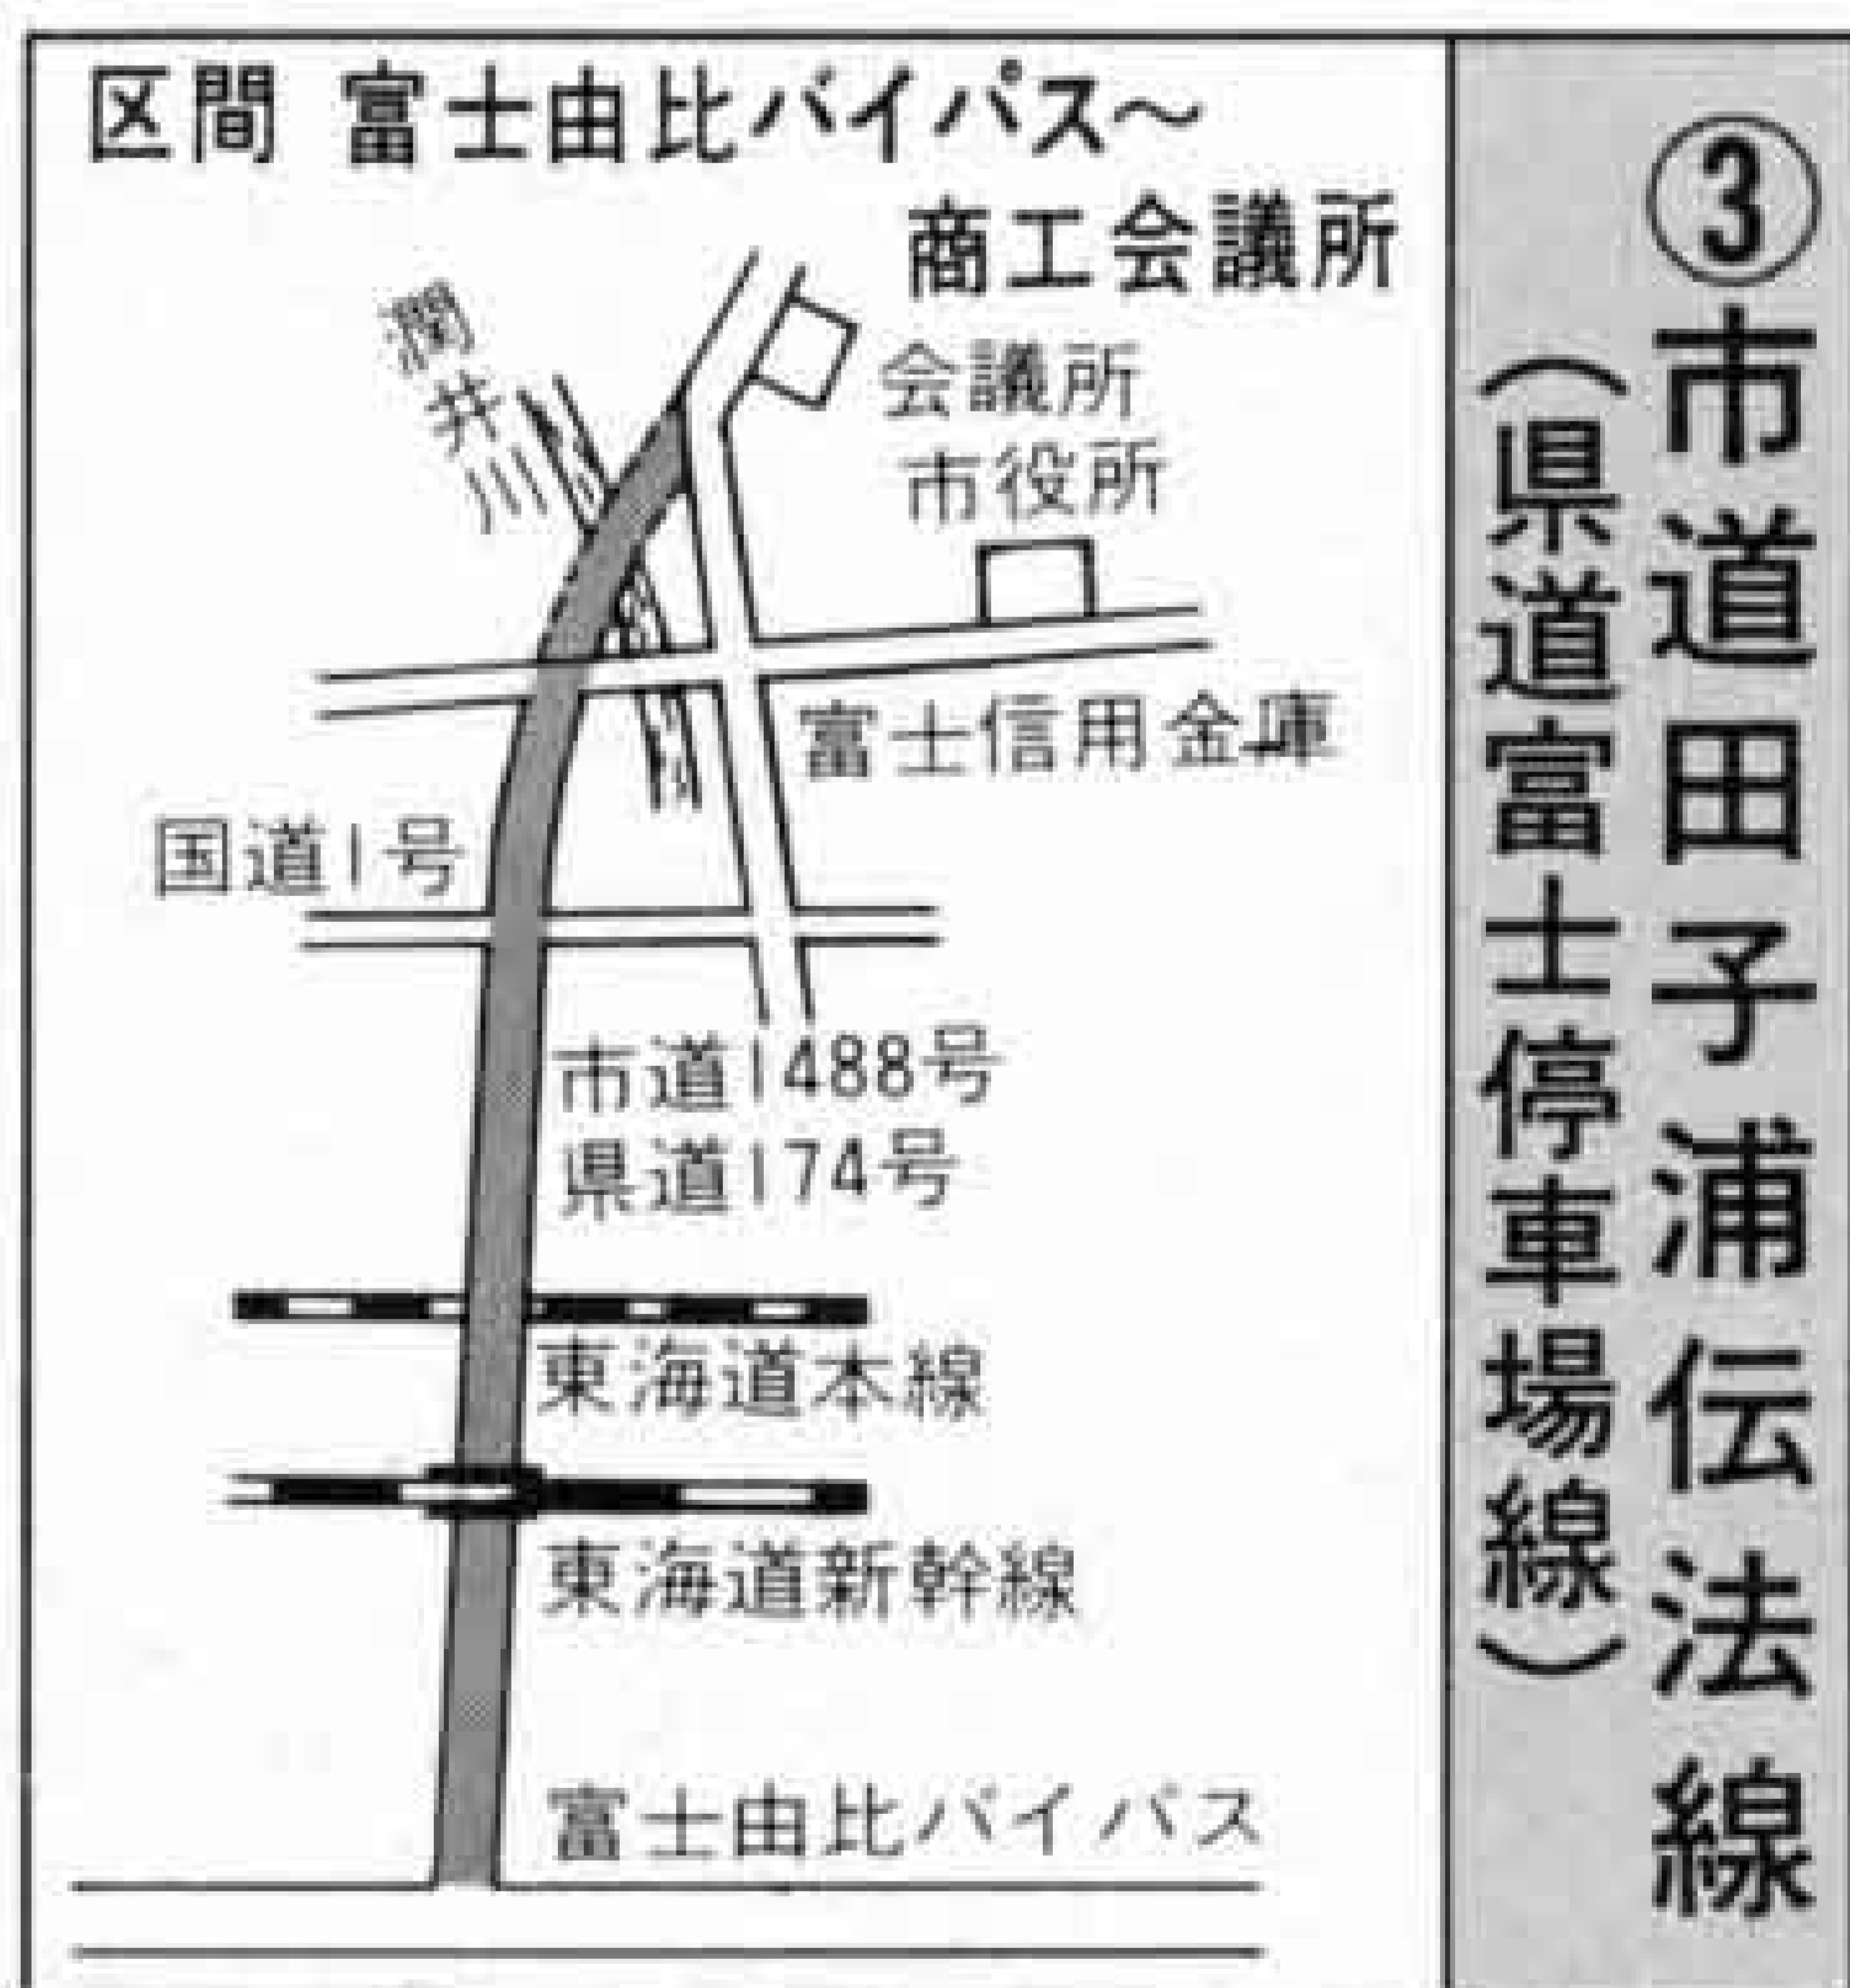 ③市道田子浦伝法線
（県道富士停車場線）
区間 富士由比バイパス～
商工会議所
潤井川
会議所
市役所
富士信用金庫
国道1号
市道1488号
県道174号
東海道本線
東海道新幹線
富士由比バイパス